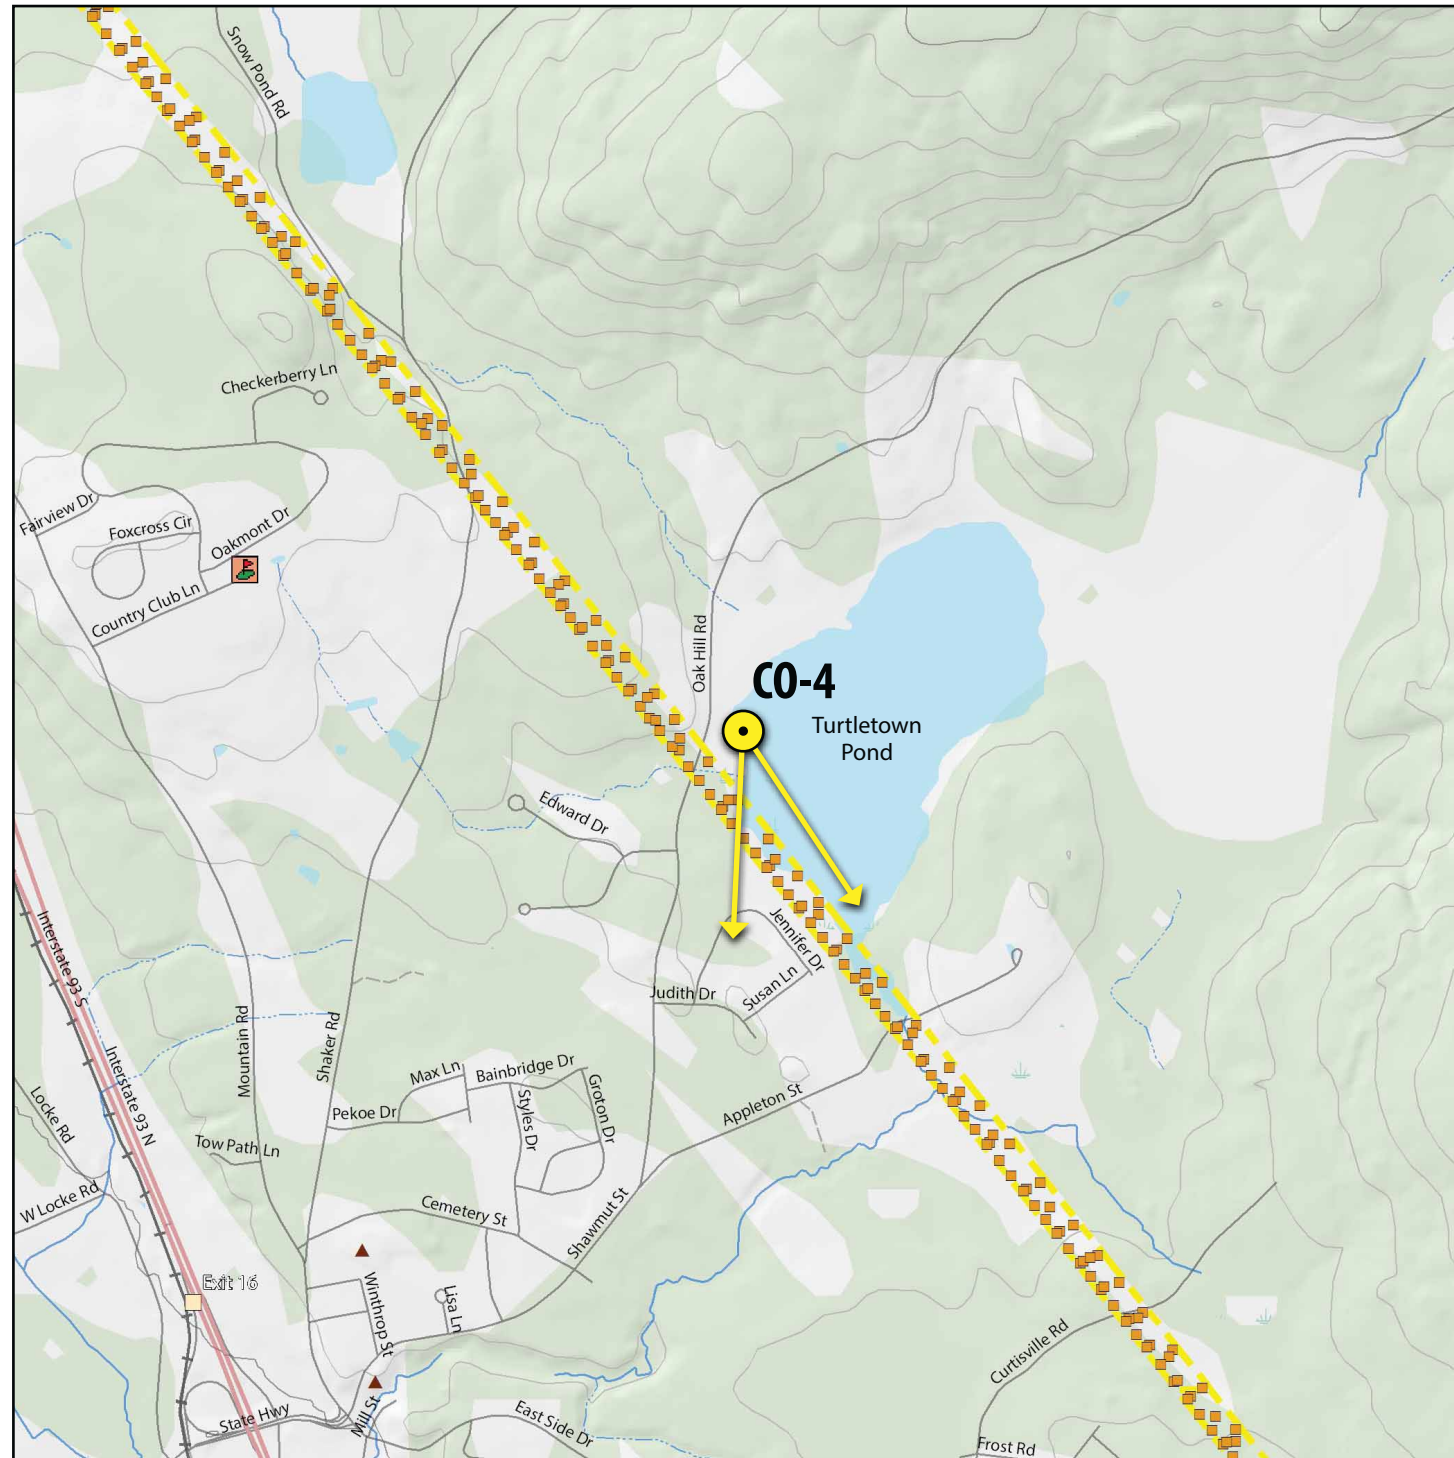 Snow Pond Rd
Checkerberry Ln
Fairview Dr
Foxcross Cir
Oakmont Dr
Country Club Ln
Oak Hill Rd
CO-4
Turtletown
Pond
Edward Dr
Jennifer Dr
Susan Ln
Judith Dr
Interstate 93 S
Interstate 93 N
Mountain Rd
Shaker Rd
Max Ln
Bainbridge Dr
Pekoe Dr
Styles Dr
Groton Dr
Appleton St
Locke Rd
Tow Path Ln
W Locke Rd
Cemetery St
Shawmut St
Exit 16
Winthrop St
Lisa Ln
Curtisville Rd
State Hwy
Mill St
East Side Dr
Frost Rd